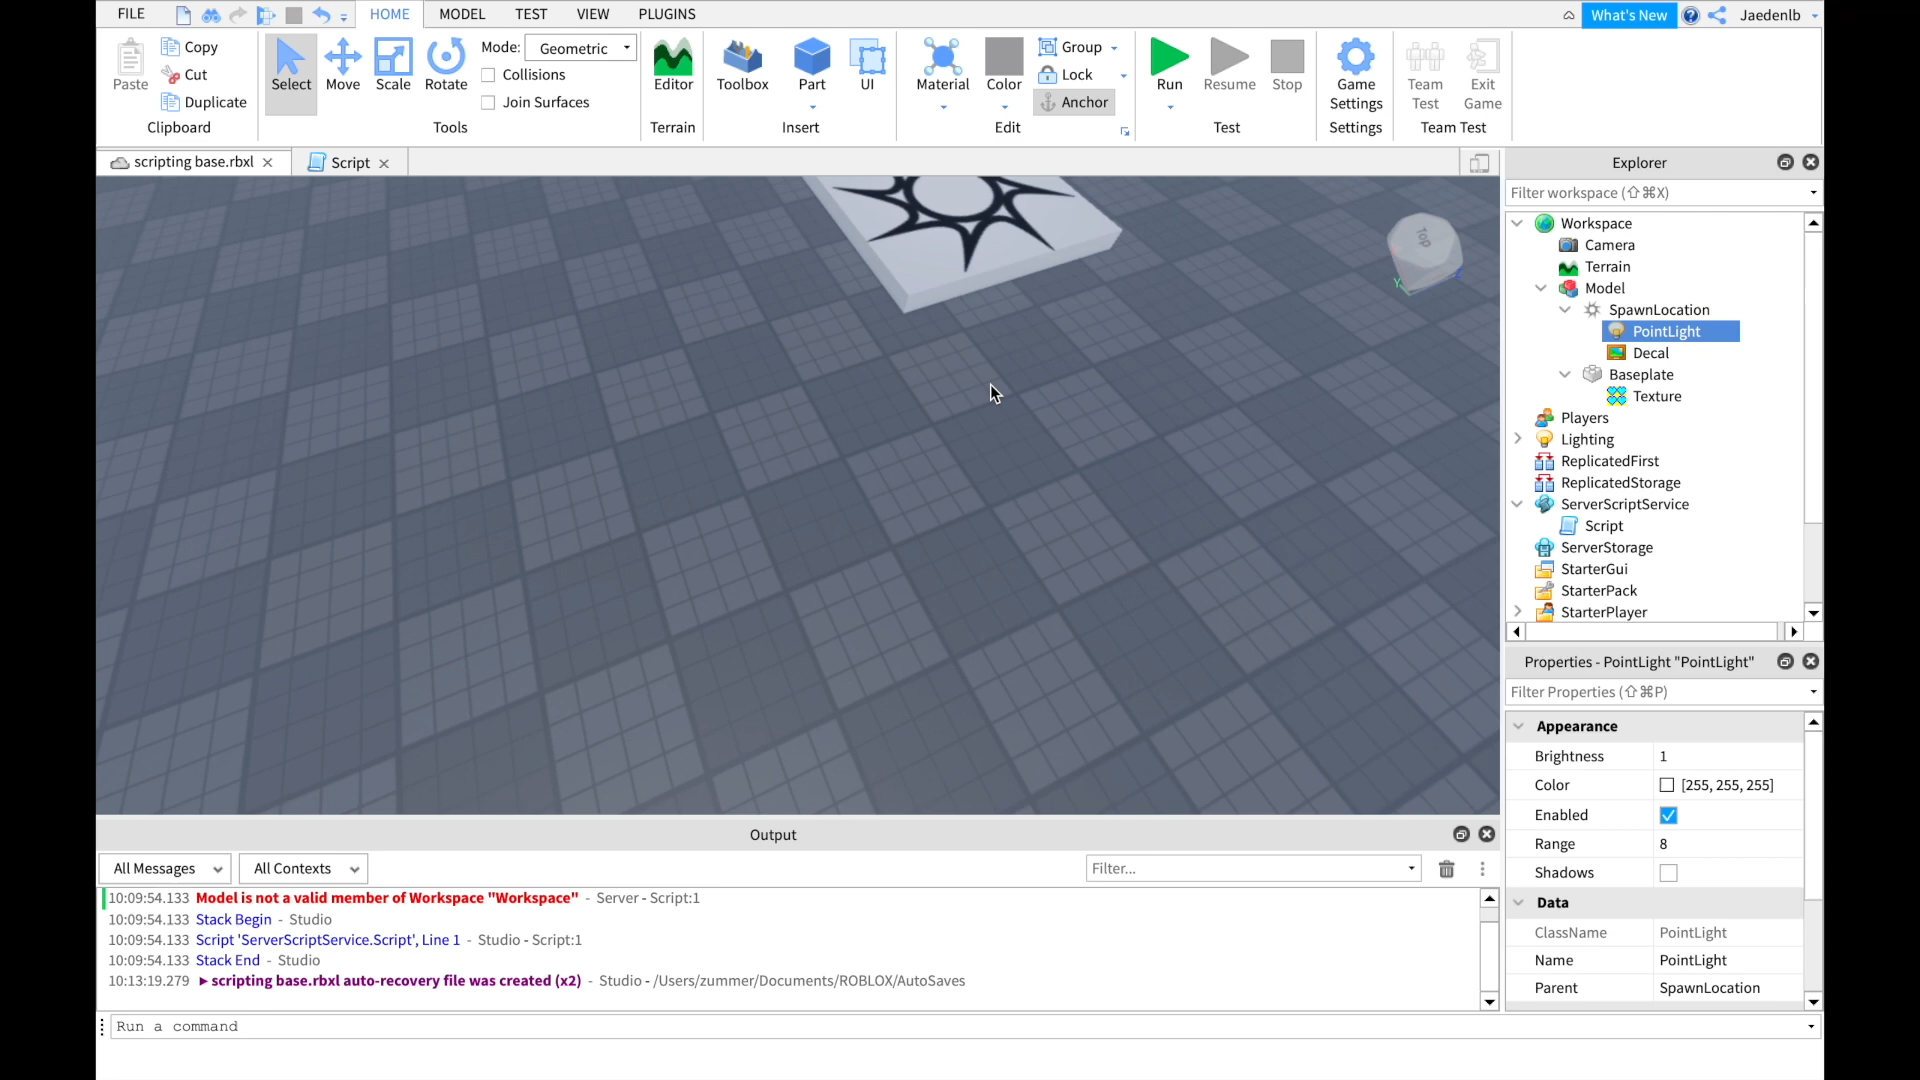 FILE HOME MODEL TEST VIEW PLUGINS What's New Jaedenlb
Paste Copy Cut Duplicate Clipboard
Select Move Scale Rotate Mode: Geometric Collisions Join Surfaces Tools
Editor Terrain
Toolbox Part UI Insert
Material Color Group Lock Anchor Edit
Run Resume Stop Test
Game Settings Settings
Team Test Exit Game Team Test
scripting base.rbxl Script
Top
Y
Explorer
Filter workspace (⇧⌘X)
Workspace
Camera
Terrain
Model
SpawnLocation
PointLight
Decal
Baseplate
Texture
Players
Lighting
ReplicatedFirst
ReplicatedStorage
ServerScriptService
Script
ServerStorage
StarterGui
StarterPack
StarterPlayer
Properties - PointLight "PointLight"
Filter Properties (⇧⌘P)
Appearance
Brightness 1
Color [255, 255, 255]
Enabled
Range 8
Shadows
Data
ClassName PointLight
Name PointLight
Parent SpawnLocation
Output
All Messages All Contexts Filter...
10:09:54.133 Model is not a valid member of Workspace "Workspace" - Server - Script:1
10:09:54.133 Stack Begin - Studio
10:09:54.133 Script 'ServerScriptService.Script', Line 1 - Studio - Script:1
10:09:54.133 Stack End - Studio
10:13:19.279 ▶ scripting base.rbxl auto-recovery file was created (x2) - Studio - /Users/zummer/Documents/ROBLOX/AutoSaves
Run a command